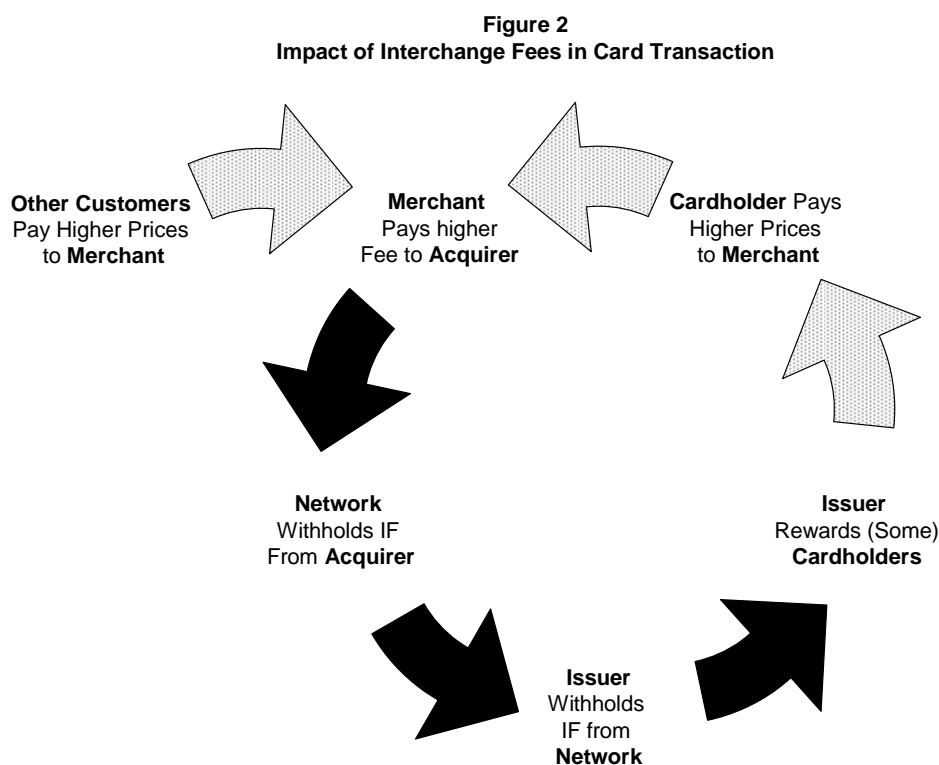 Figure 2
Impact of Interchange Fees in Card Transaction
Other Customers
Pay Higher Prices
to Merchant
Merchant
Pays higher
Fee to Acquirer
Cardholder Pays
Higher Prices
to Merchant
Network
Withholds IF
From Acquirer
Issuer
Rewards (Some)
Cardholders
Issuer
Withholds
IF from
Network